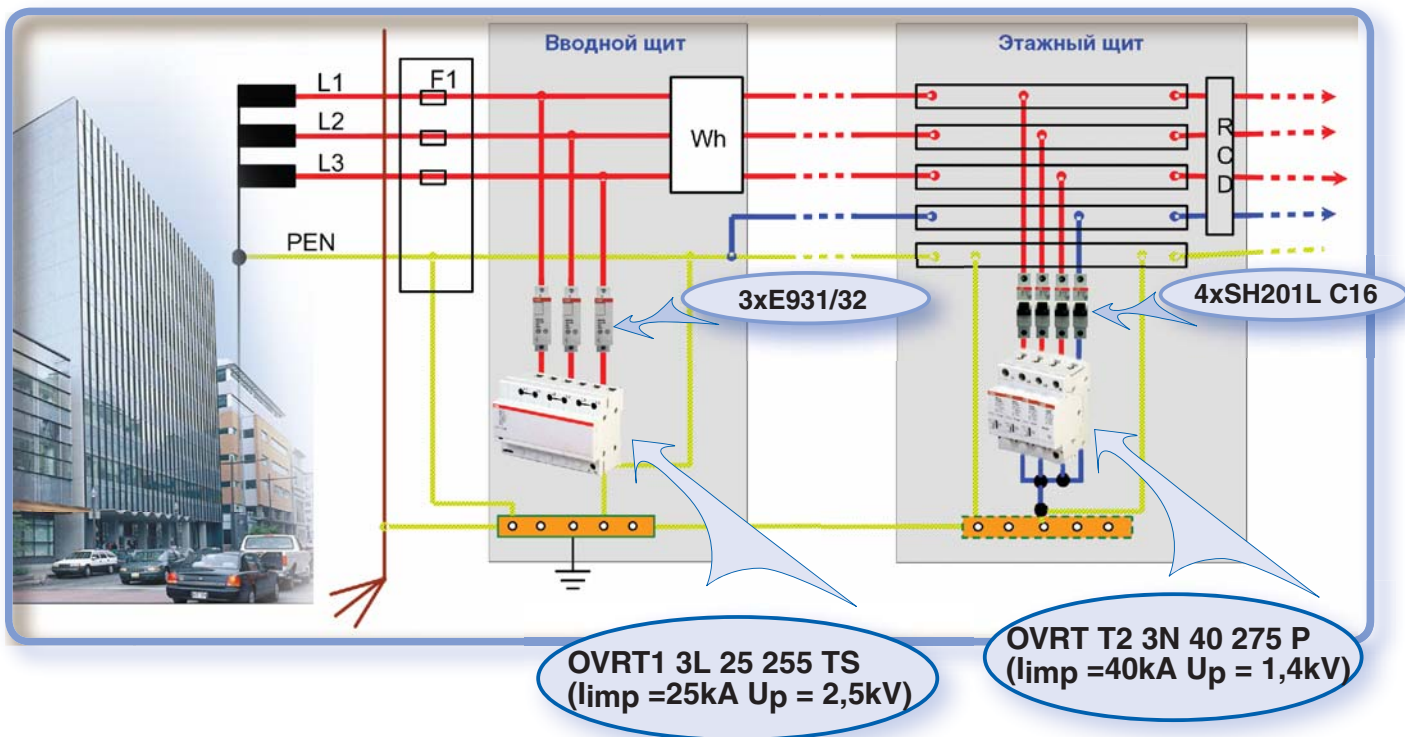 Вводной щит
Этажный щит
L1
F1
L2
L3
Wh
R
C
D
PEN
3xE931/32
4xSH201L C16
OVRT1 3L 25 255 TS
(Iimp =25kA Up = 2,5kV)
OVRT T2 3N 40 275 P
(Iimp =40kA Up = 1,4kV)